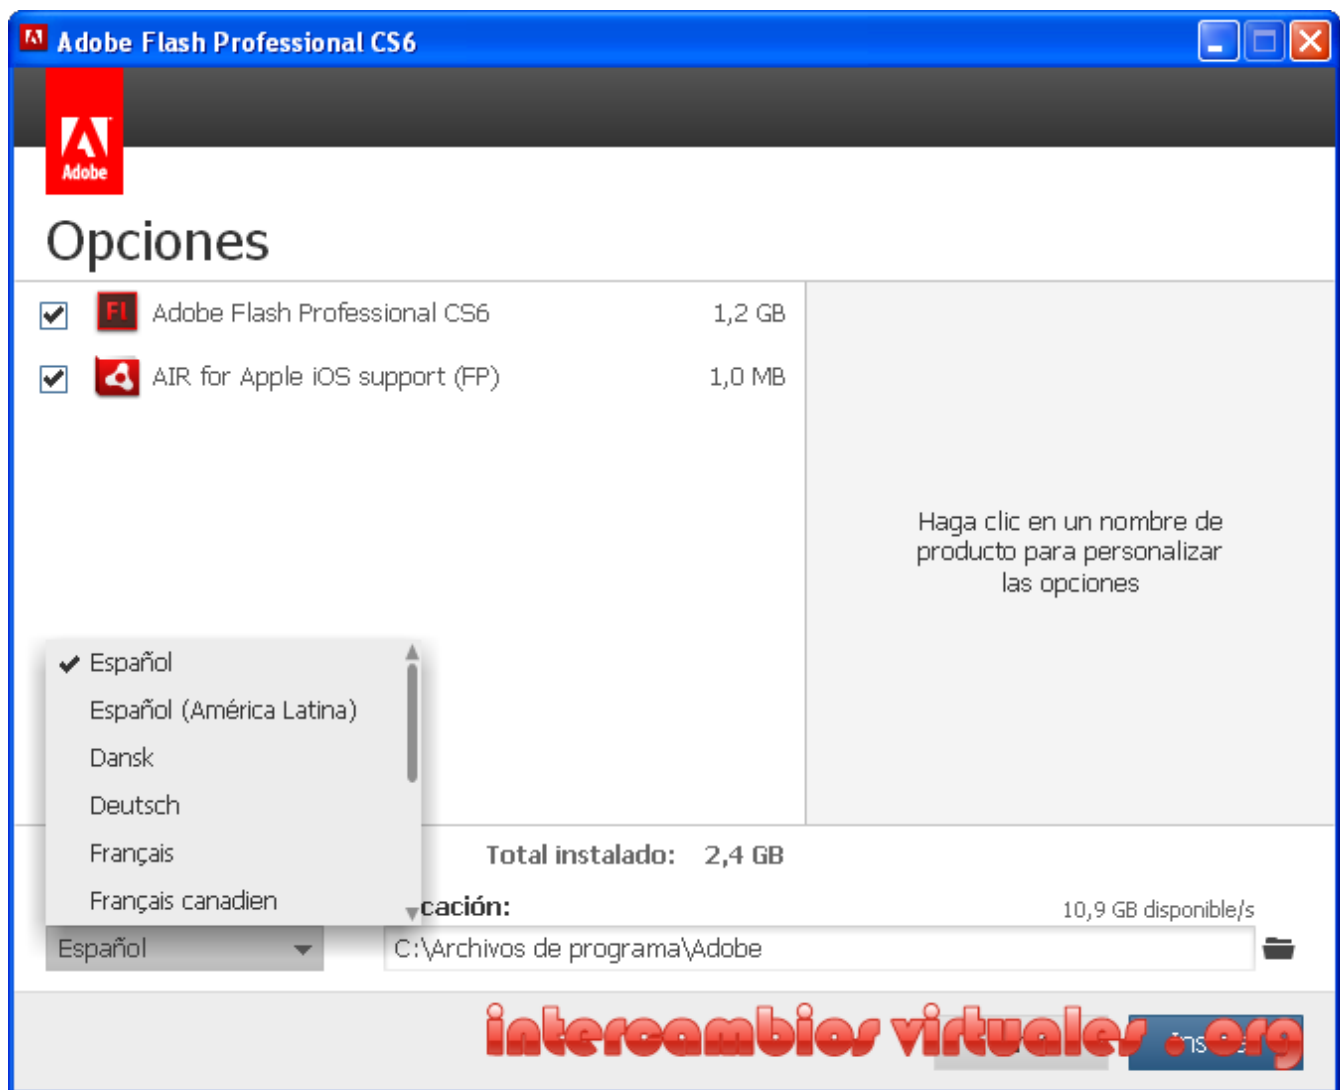 Adobe Flash Professional CS6
Adobe
Opciones
Adobe Flash Professional CS6 1,2 GB
AIR for Apple iOS support (FP) 1,0 MB
Haga clic en un nombre de
producto para personalizar
las opciones
Español
Español (América Latina)
Dansk
Deutsch
Français
Français canadien
Total instalado: 2,4 GB
cación:
10,9 GB disponible/s
Español
C:\Archivos de programa\Adobe
intercambios virtuales . org